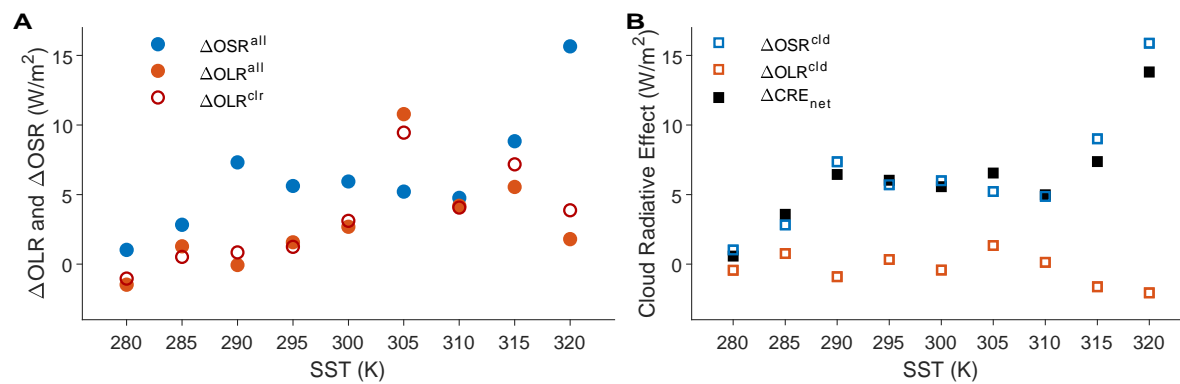 A
ΔOLR and ΔOSR (W/m²)
15
10
5
0
ΔOSR^all
ΔOLR^all
ΔOLR^clr
280 285 290 295 300 305 310 315 320
SST (K)
B
Cloud Radiative Effect (W/m²)
15
10
5
0
ΔOSR^cld
ΔOLR^cld
ΔCRE_net
280 285 290 295 300 305 310 315 320
SST (K)